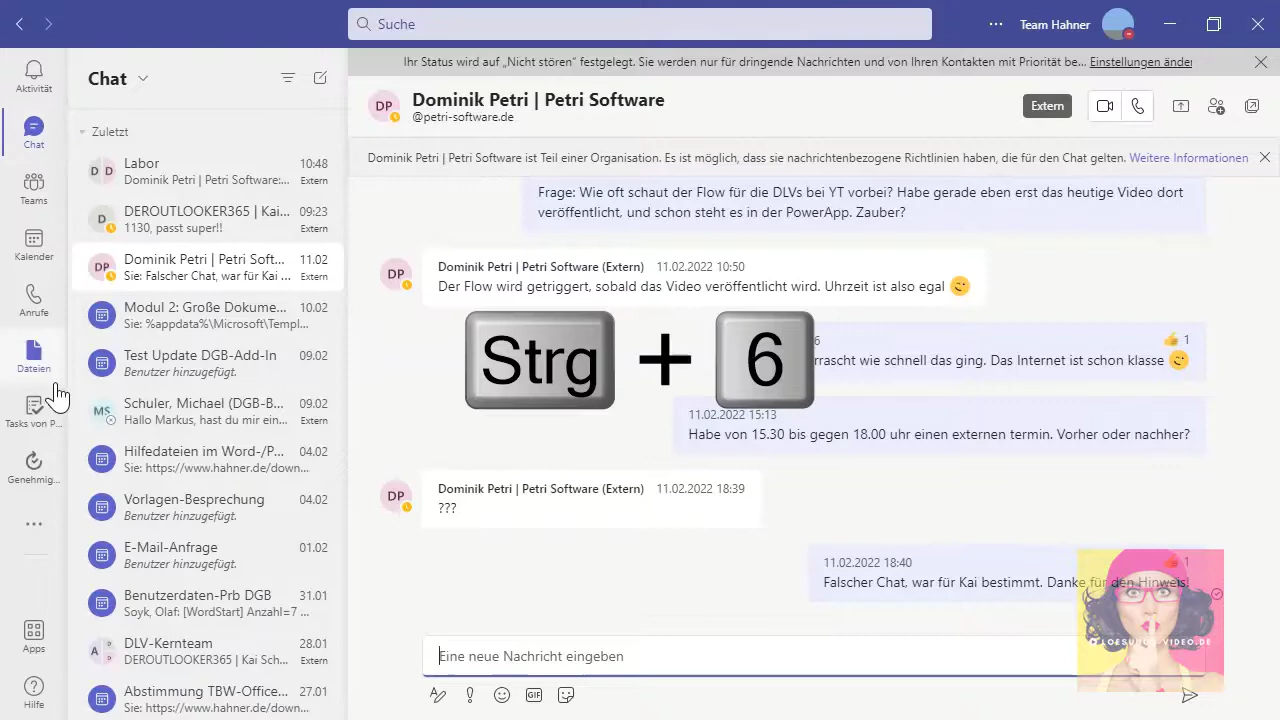 Suche
Team Hahner
Ihr Status wird auf „Nicht stören" festgelegt. Sie werden nur für dringende Nachrichten und von Ihren Kontakten mit Priorität be... Einstellungen änder
Aktivität
Chat
Teams
Kalender
Anrufe
Dateien
Tasks von P...
Genehmig...
Apps
Hilfe
Chat
Zuletzt
Labor 10:48
Dominik Petri | Petri Software:... Extern
DEROUTLOOKER365 | Kai... 09:23
1130, passt super!! Extern
Dominik Petri | Petri Soft... 11.02
Sie: Falscher Chat, war für Kai ... Extern
Modul 2: Große Dokume... 10.02
Sie: %appdata%\Microsoft\Templ...
Test Update DGB-Add-In 09.02
Benutzer hinzugefügt.
Schuler, Michael (DGB-B... 09.02
Hallo Markus, hast du mir ein... Extern
Hilfedateien im Word-/P... 04.02
Sie: https://www.hahner.de/down...
Vorlagen-Besprechung 04.02
Benutzer hinzugefügt.
E-Mail-Anfrage 01.02
Benutzer hinzugefügt.
Benutzerdaten-Prb DGB 31.01
Soyk, Olaf: [WordStart] Anzahl=7 ...
DLV-Kernteam 28.01
DEROUTLOOKER365 | Kai Sch... Extern
Abstimmung TBW-Office... 27.01
Sie: https://www.hahner.de/down...
DP
Dominik Petri | Petri Software
@petri-software.de
Extern
Dominik Petri | Petri Software ist Teil einer Organisation. Es ist möglich, dass sie nachrichtenbezogene Richtlinien haben, die für den Chat gelten. Weitere Informationen
Frage: Wie oft schaut der Flow für die DLVs bei YT vorbei? Habe gerade eben erst das heutige Video dort
veröffentlicht, und schon steht es in der PowerApp. Zauber?
DP
Dominik Petri | Petri Software (Extern) 11.02.2022 10:50
Der Flow wird getriggert, sobald das Video veröffentlicht wird. Uhrzeit ist also egal
Strg + 6
6 1
rrascht wie schnell das ging. Das Internet ist schon klasse
11.02.2022 15:13
Habe von 15.30 bis gegen 18.00 uhr einen externen termin. Vorher oder nachher?
DP
Dominik Petri | Petri Software (Extern) 11.02.2022 18:39
???
11.02.2022 18:40 1
Falscher Chat, war für Kai bestimmt. Danke für den Hinweis!
LOESUNG-VIDEO.DE
Eine neue Nachricht eingeben
GIF
D D
D
DP
MS
A